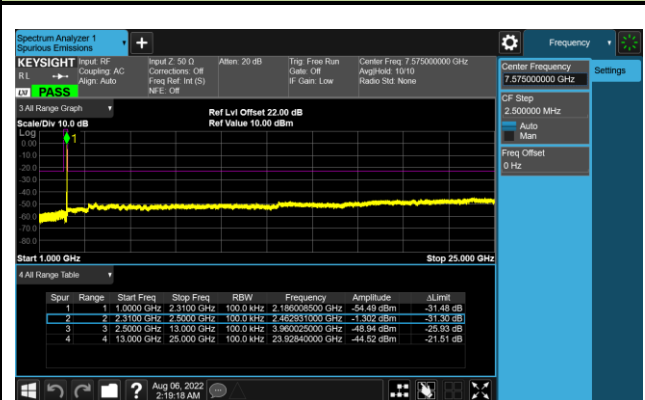 Spectrum Analyzer 1
Spurious Emissions
+
Frequency
KEYSIGHT
RL
LXI
PASS
Input: RF
Coupling: AC
Align: Auto
Input Z: 50 Ω
Corrections: Off
Freq Ref: Int (S)
NFE: Off
Atten: 20 dB
Trig: Free Run
Gate: Off
IF Gain: Low
Center Freq: 7.575000000 GHz
Avg|Hold: 10/10
Radio Std: None
Center Frequency
7.575000000 GHz
Settings
CF Step
2.500000 MHz
Auto
Man
Freq Offset
0 Hz
3 All Range Graph
Scale/Div 10.0 dB
Ref Lvl Offset 22.00 dB
Ref Value 10.00 dBm
Log
1
0.00
-10.0
-20.0
-30.0
-40.0
-50.0
-60.0
-70.0
-80.0
Start 1.000 GHz
Stop 25.000 GHz
4 All Range Table
Spur Range Start Freq Stop Freq RBW Frequency Amplitude ΔLimit
1 1 1.0000 GHz 2.3100 GHz 100.0 kHz 2.186008500 GHz -54.49 dBm -31.48 dB
2 2 2.3100 GHz 2.5000 GHz 100.0 kHz 2.462931000 GHz -1.302 dBm -31.30 dB
3 3 2.5000 GHz 13.000 GHz 100.0 kHz 3.960025000 GHz -48.94 dBm -25.93 dB
4 4 13.000 GHz 25.000 GHz 100.0 kHz 23.92840000 GHz -44.52 dBm -21.51 dB
?
Aug 06, 2022
2:19:18 AM